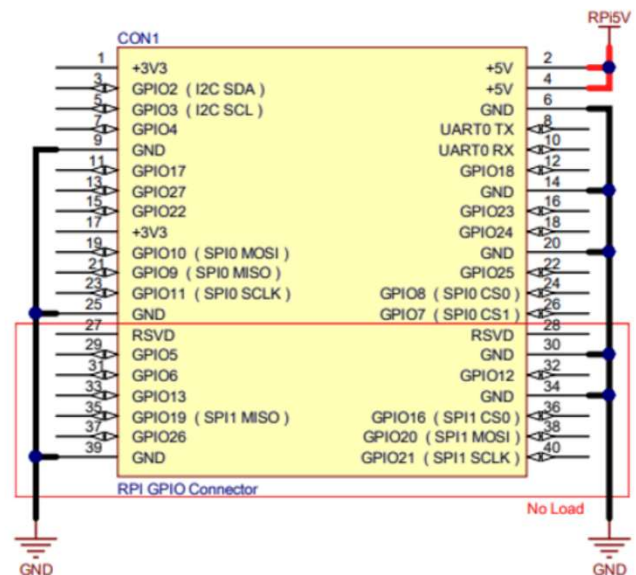 RPi5V
CON1
1 +3V3 +5V 2
3 GPIO2 ( I2C SDA ) +5V 4
5 GPIO3 ( I2C SCL ) GND 6
7 GPIO4 UART0 TX 8
9 GND UART0 RX 10
11 GPIO17 GPIO18 12
13 GPIO27 GND 14
15 GPIO22 GPIO23 16
17 +3V3 GPIO24 18
19 GPIO10 ( SPI0 MOSI ) GND 20
21 GPIO9 ( SPI0 MISO ) GPIO25 22
23 GPIO11 ( SPI0 SCLK ) GPIO8 ( SPI0 CS0 ) 24
25 GND GPIO7 ( SPI0 CS1 ) 26
27 RSVD RSVD 28
29 GPIO5 GND 30
31 GPIO6 GPIO12 32
33 GPIO13 GND 34
35 GPIO19 ( SPI1 MISO ) GPIO16 ( SPI1 CS0 ) 36
37 GPIO26 GPIO20 ( SPI1 MOSI ) 38
39 GND GPIO21 ( SPI1 SCLK ) 40
RPI GPIO Connector
No Load
GND GND